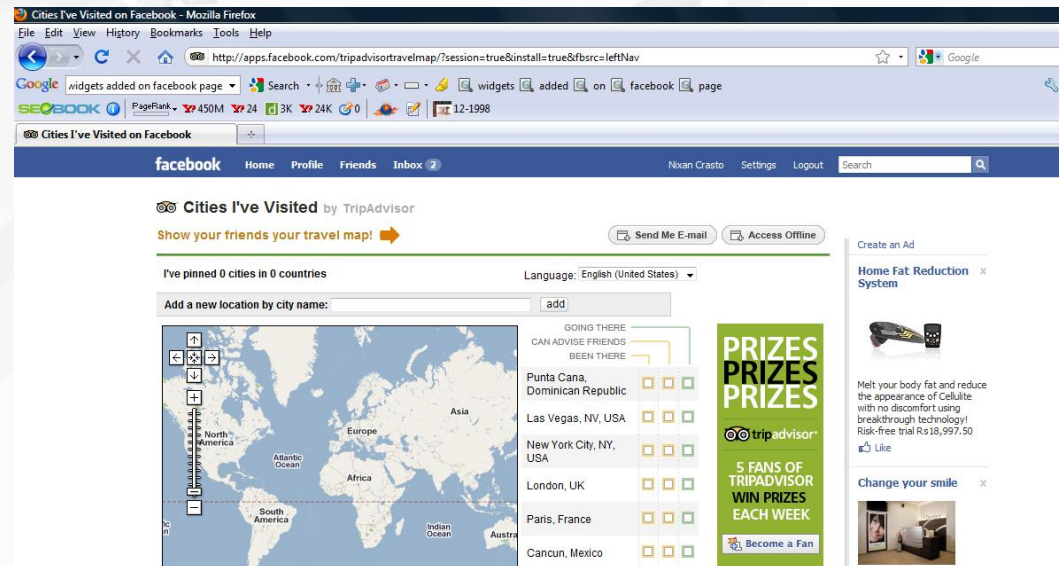 Cities I've Visited on Facebook - Mozilla Firefox
File Edit View History Bookmarks Tools Help
http://apps.facebook.com/tripadvisortravelmap/?session=true&install=true&fbsrc=leftNav
Google
Google widgets added on facebook page Search widgets added on facebook page
SEOBOOK PageRank 450M 24 3K 24K 0 12-1998
Cities I've Visited on Facebook
facebook Home Profile Friends Inbox 2 Nixan Crasto Settings Logout Search
Cities I've Visited by TripAdvisor
Show your friends your travel map!
Send Me E-mail Access Offline
I've pinned 0 cities in 0 countries
Language: English (United States)
Add a new location by city name: add
GOING THERE
CAN ADVISE FRIENDS
BEEN THERE
Punta Cana,
Dominican Republic
Las Vegas, NV, USA
New York City, NY,
USA
London, UK
Paris, France
Cancun, Mexico
North
America
Atlantic
Ocean
Europe
Asia
Africa
South
America
Indian
Ocean
Austra
PRIZES
PRIZES
PRIZES
tripadvisor
5 FANS OF
TRIPADVISOR
WIN PRIZES
EACH WEEK
Become a Fan
Create an Ad
Home Fat Reduction
System
x
Melt your body fat and reduce
the appearance of Cellulite
with no discomfort using
breakthrough technology!
Risk-free trial Rs18,997.50
Like
Change your smile
x